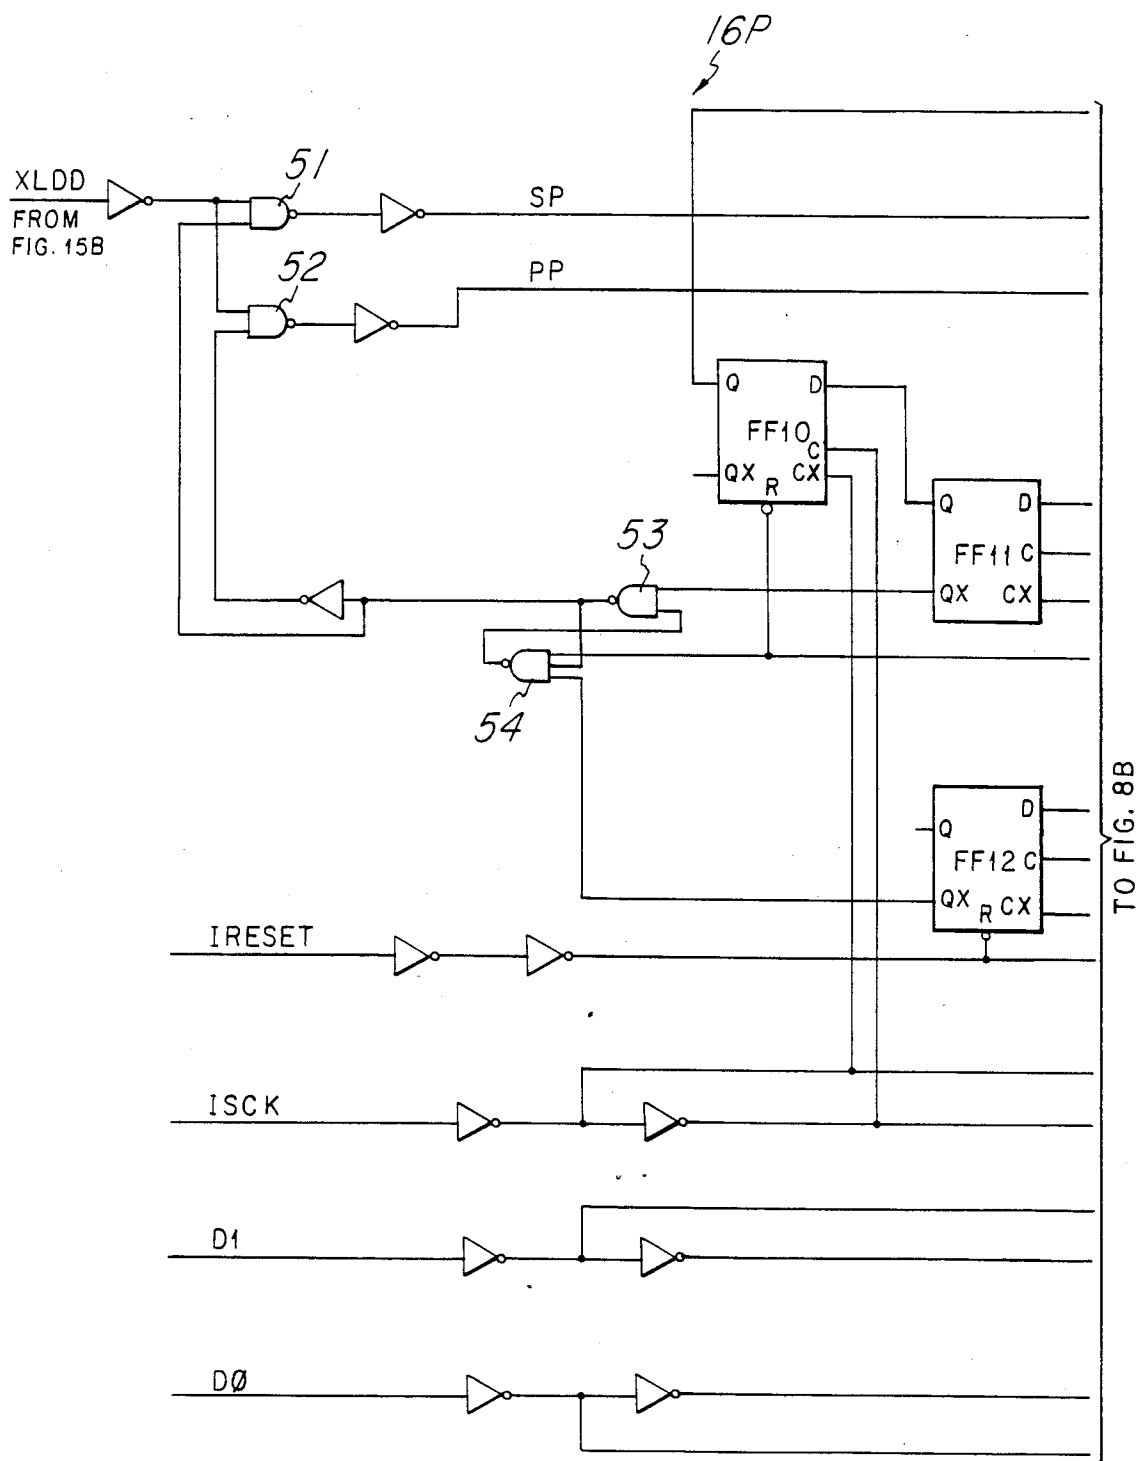 16P
XLDD
FROM
FIG. 15B
51
SP
52
PP
Q D
FF10
C
QX CX
R
Q D
FF11 C
QX CX
53
54
Q D
FF12 C
QX CX
R
IRESET
ISCK
D1
DØ
TO FIG. 8B